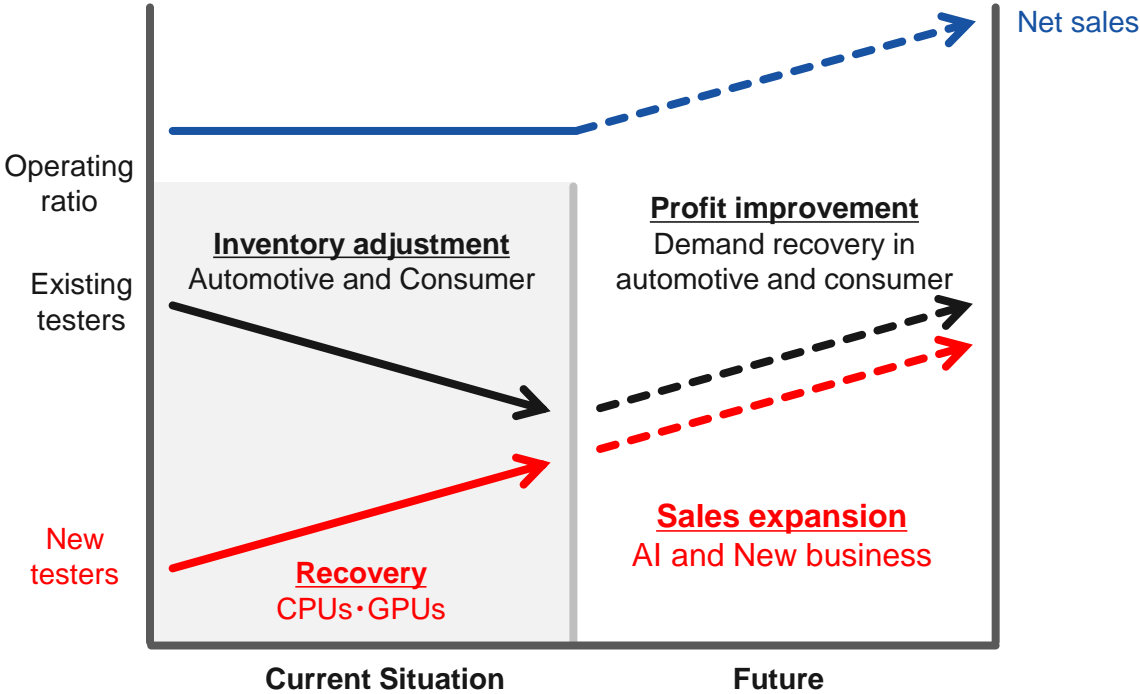 Net sales
Operating
ratio
Existing
testers
New
testers
Inventory adjustment
Automotive and Consumer
Recovery
CPUs・GPUs
Profit improvement
Demand recovery in
automotive and consumer
Sales expansion
AI and New business
Current Situation
Future